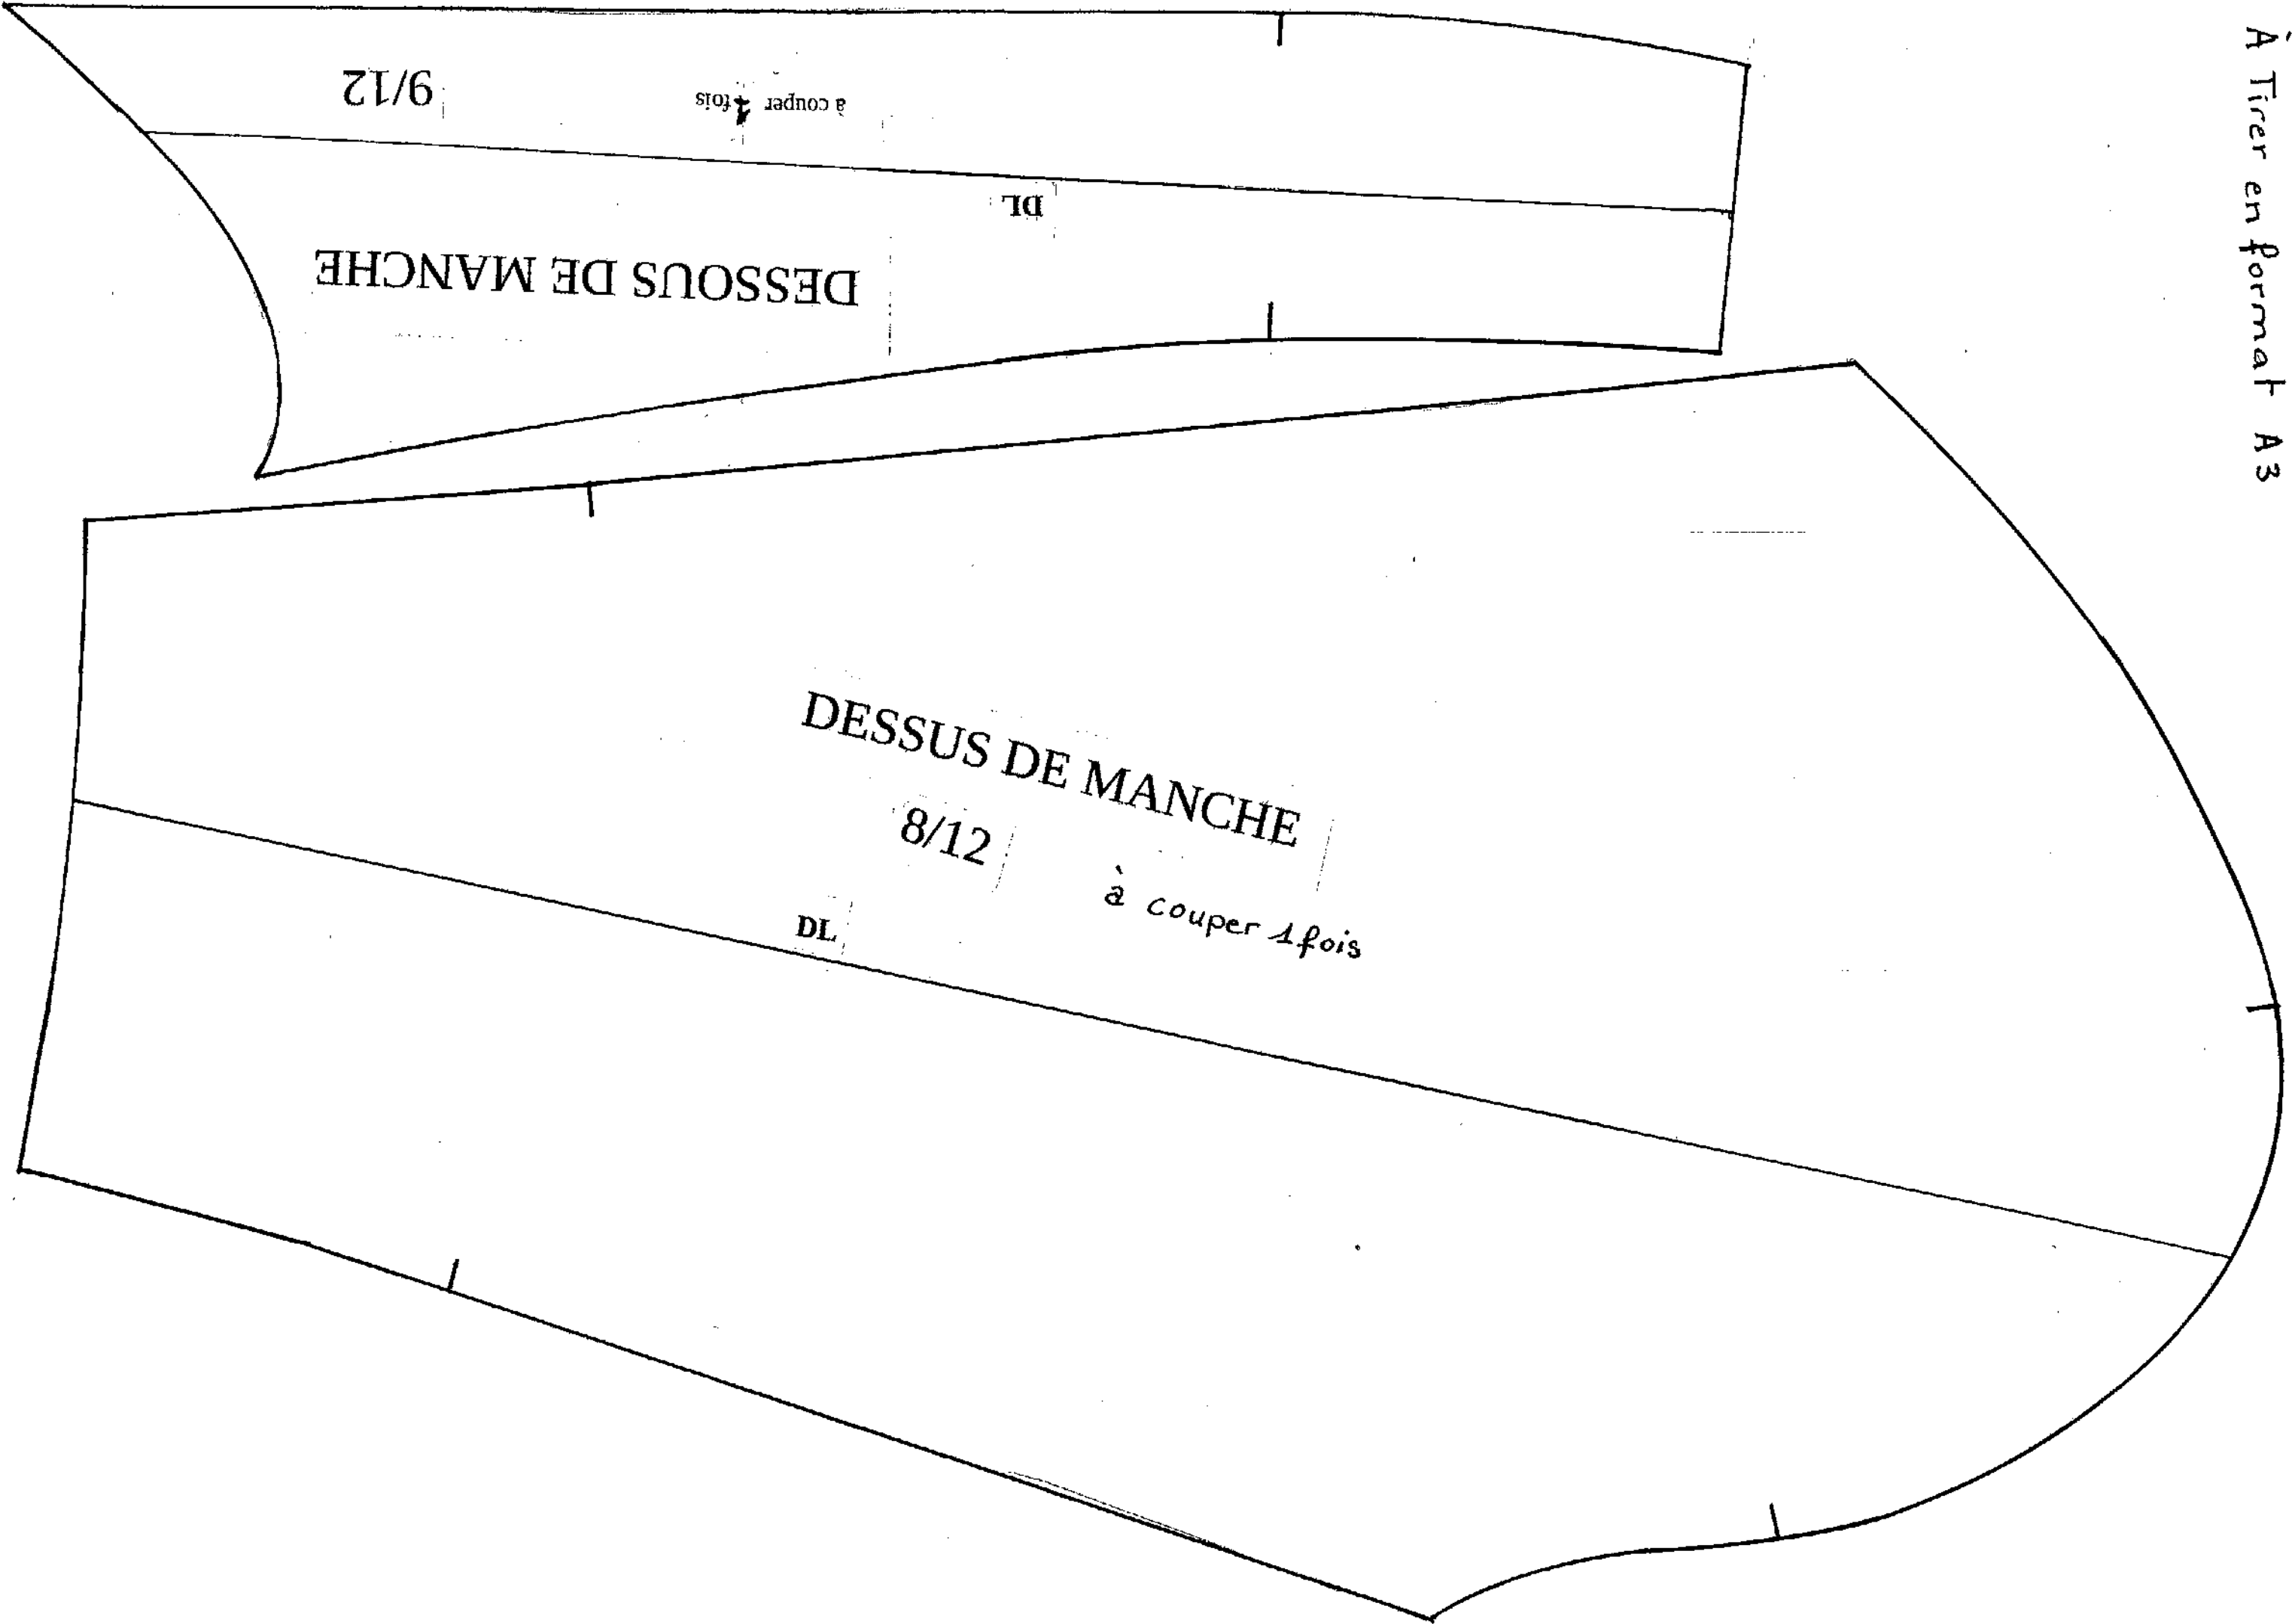 À Tirer en format A3
9/12
à couper 1 fois
DL
DESSOUS DE MANCHE
DESSUS DE MANCHE
8/12
à couper 1 fois
DL